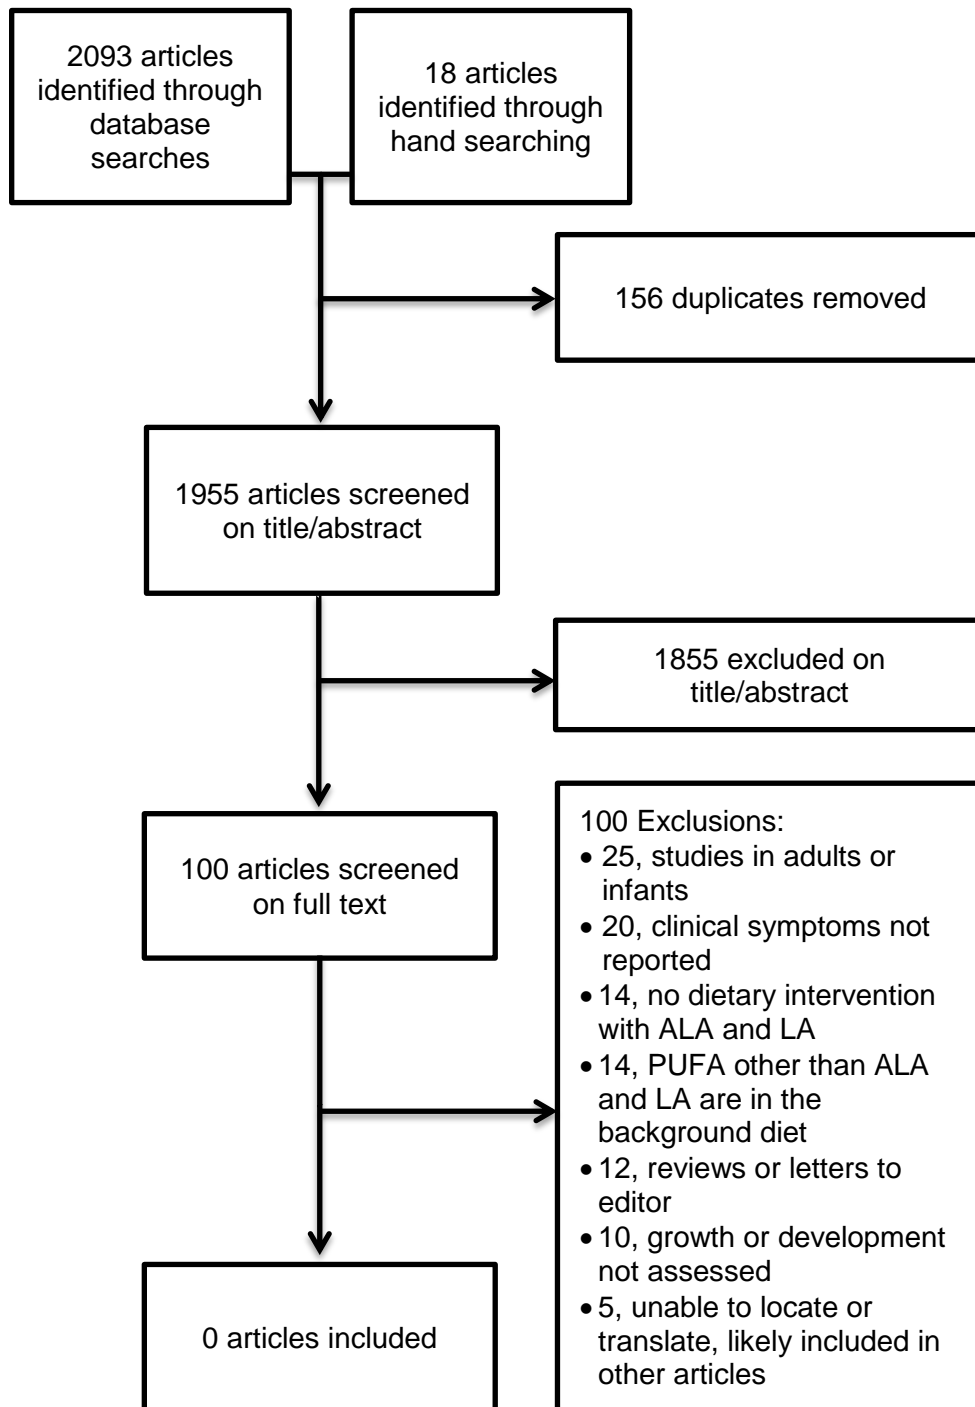 2093 articles
identified through
database
searches
18 articles
identified through
hand searching
156 duplicates removed
1955 articles screened
on title/abstract
1855 excluded on
title/abstract
100 articles screened
on full text
100 Exclusions:
• 25, studies in adults or
infants
• 20, clinical symptoms not
reported
• 14, no dietary intervention
with ALA and LA
• 14, PUFA other than ALA
and LA are in the
background diet
• 12, reviews or letters to
editor
• 10, growth or development
not assessed
• 5, unable to locate or
translate, likely included in
other articles
0 articles included